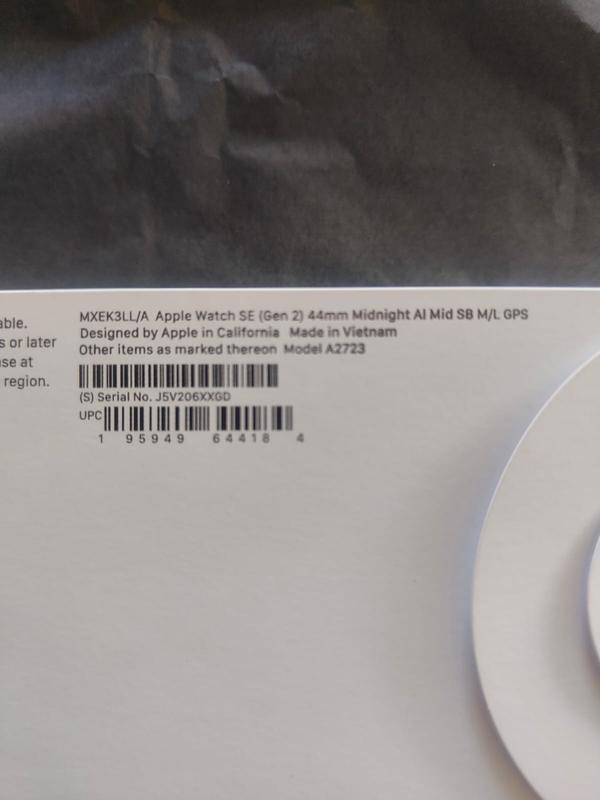 able.
s or later
use at
region.
MXEK3LL/A Apple Watch SE (Gen 2) 44mm Midnight Al Mid SB M/L GPS
Designed by Apple in California Made in Vietnam
Other items as marked thereon Model A2723
(S) Serial No. J5V206XXGD
UPC
1 95949 64418 4